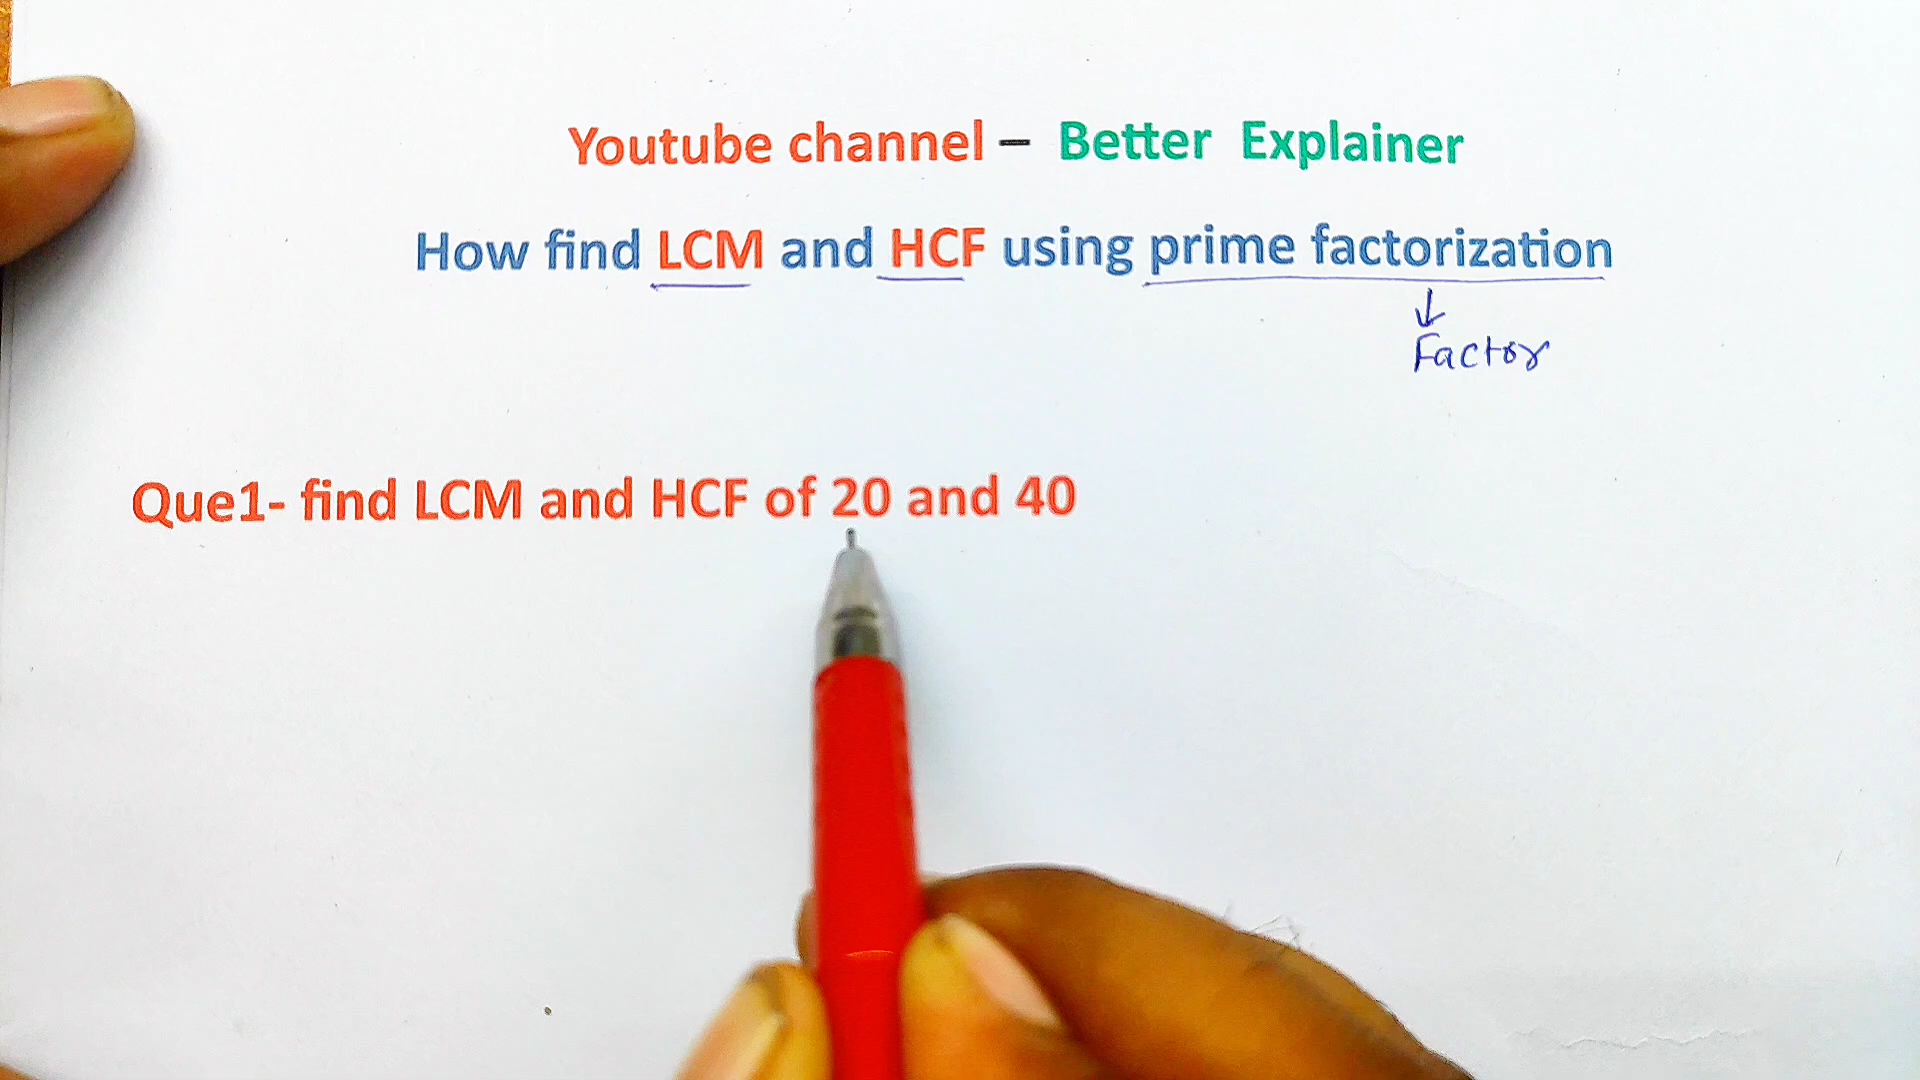 Youtube channel – Better Explainer
How find LCM and HCF using prime factorization
↓
Factor
Que1- find LCM and HCF of 20 and 40